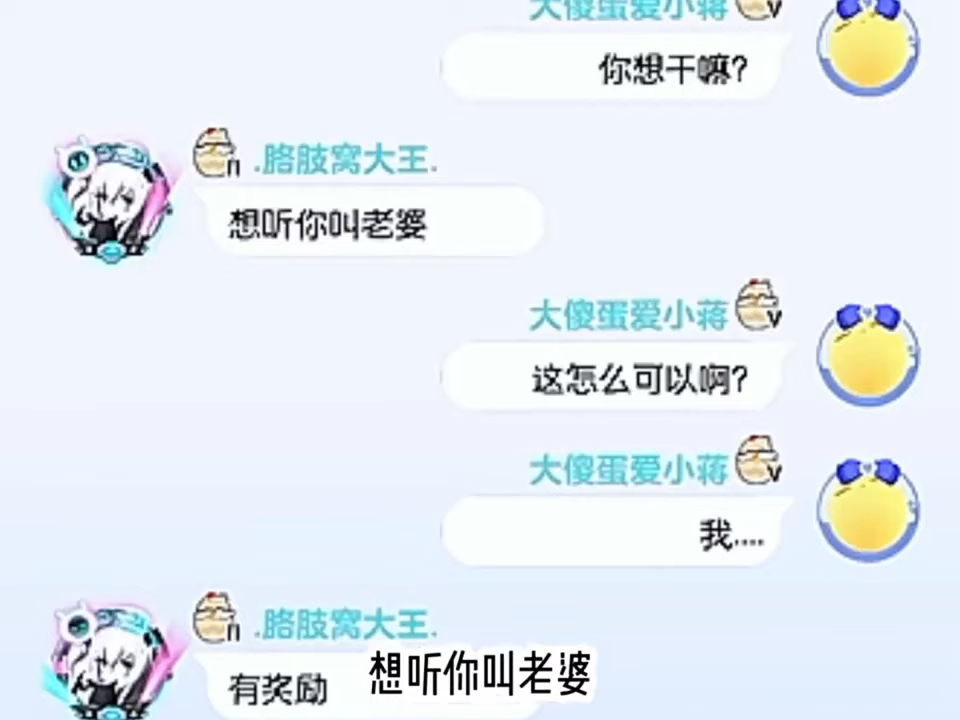 大傻蛋爱小蒋
你想干嘛?
.胳肢窝大王.
想听你叫老婆
大傻蛋爱小蒋
这怎么可以啊?
大傻蛋爱小蒋
我....
.胳肢窝大王.
有奖励
想听你叫老婆